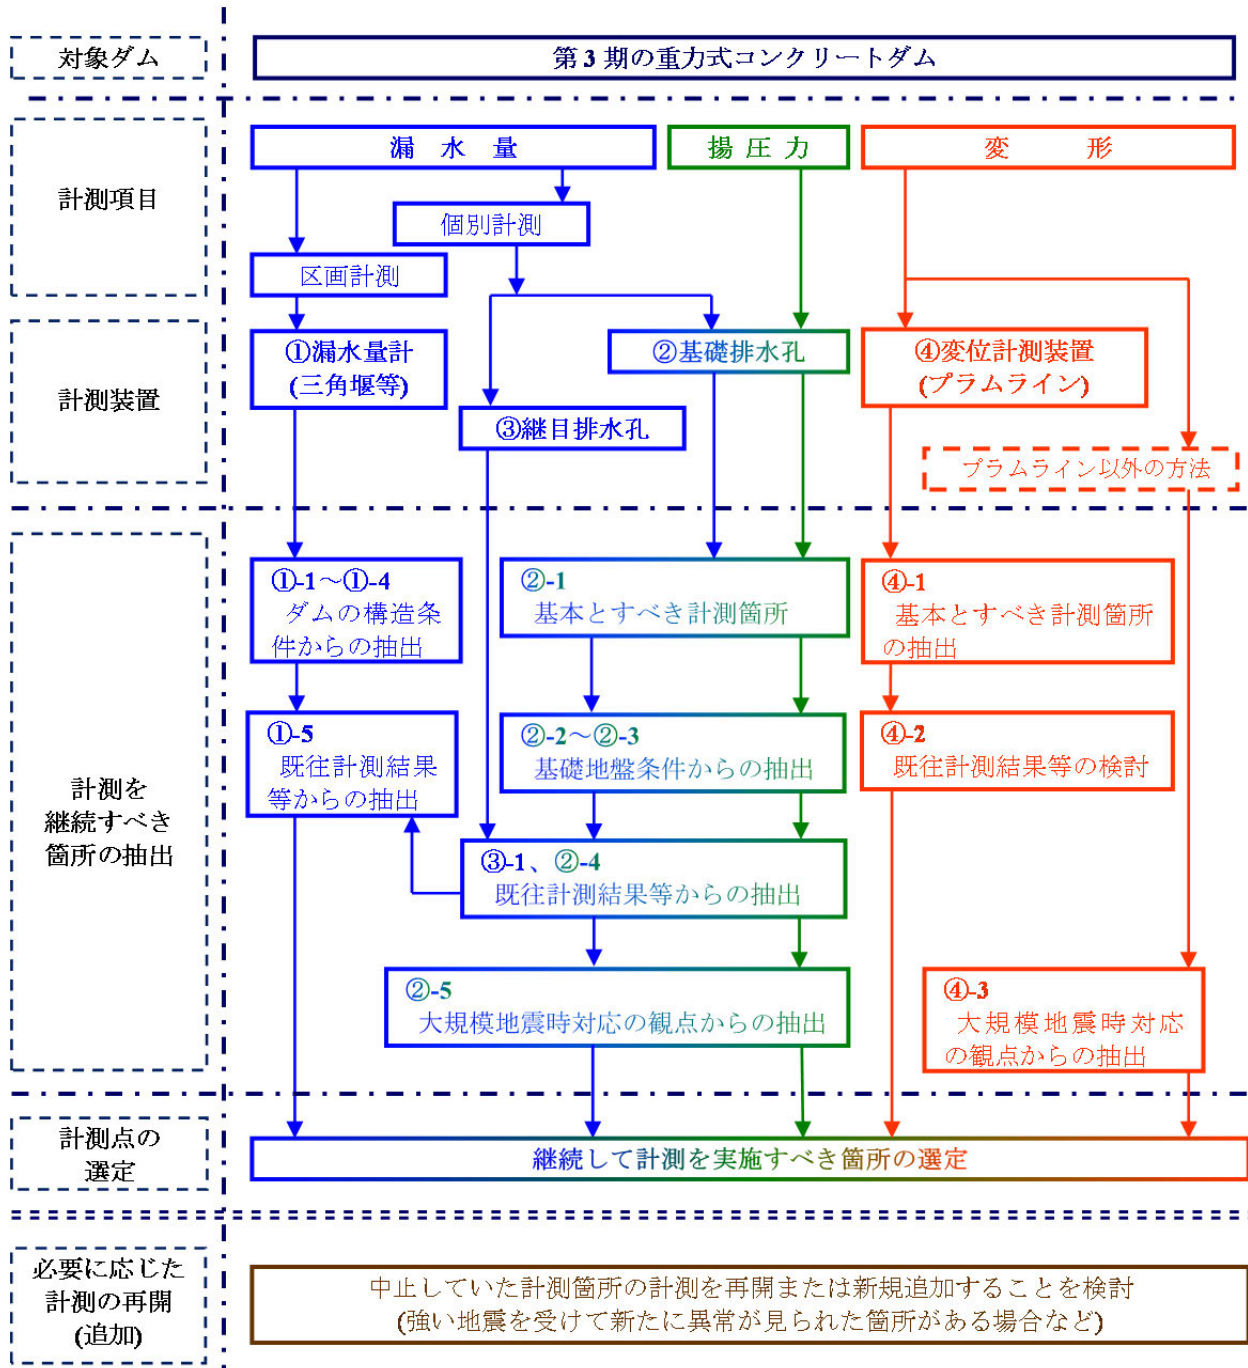 対象ダム
第3期の重力式コンクリートダム
計測項目
漏水量
揚圧力
変形
個別計測
区画計測
計測装置
①漏水量計
(三角堰等)
②基礎排水孔
④変位計測装置
(プラムライン)
③継目排水孔
プラムライン以外の方法
計測を
継続すべき
箇所の抽出
①-1～①-4
ダムの構造条
件からの抽出
②-1
基本とすべき計測箇所
④-1
基本とすべき計測箇所
の抽出
①-5
既往計測結果
等からの抽出
②-2～②-3
基礎地盤条件からの抽出
④-2
既往計測結果等の検討
③-1、②-4
既往計測結果等からの抽出
②-5
大規模地震時対応の観点からの抽出
④-3
大規模地震時対応
の観点からの抽出
計測点の
選定
継続して計測を実施すべき箇所の選定
必要に応じた
計測の再開
(追加)
中止していた計測箇所の計測を再開または新規追加することを検討
(強い地震を受けて新たに異常が見られた箇所がある場合など)